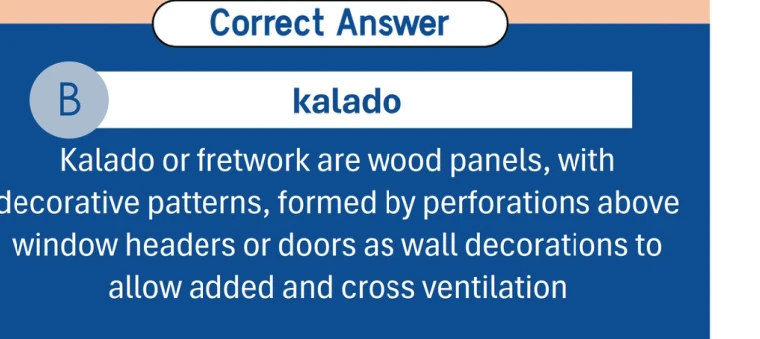 Correct Answer
B
kalado
Kalado or fretwork are wood panels, with
decorative patterns, formed by perforations above
window headers or doors as wall decorations to
allow added and cross ventilation